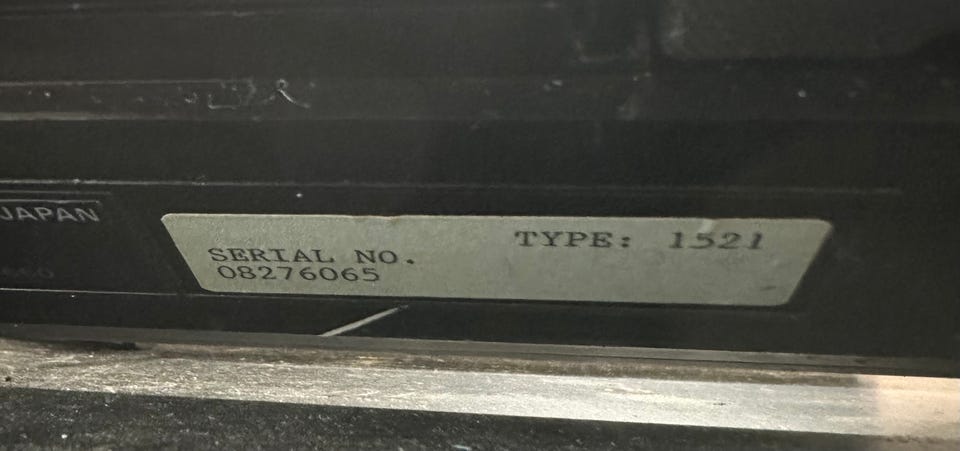 JAPAN
TYPE: 1521
SERIAL NO.
08276065